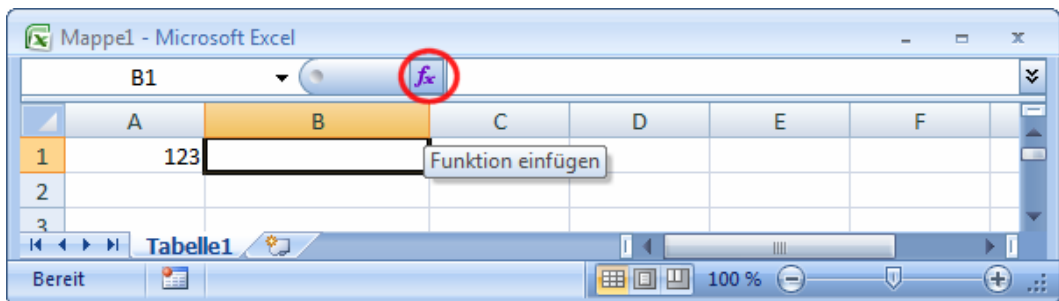 Mappe1 - Microsoft Excel
B1 fx
A B C D E F
1 123
Funktion einfügen
2
3
Tabelle1
Bereit 100 %